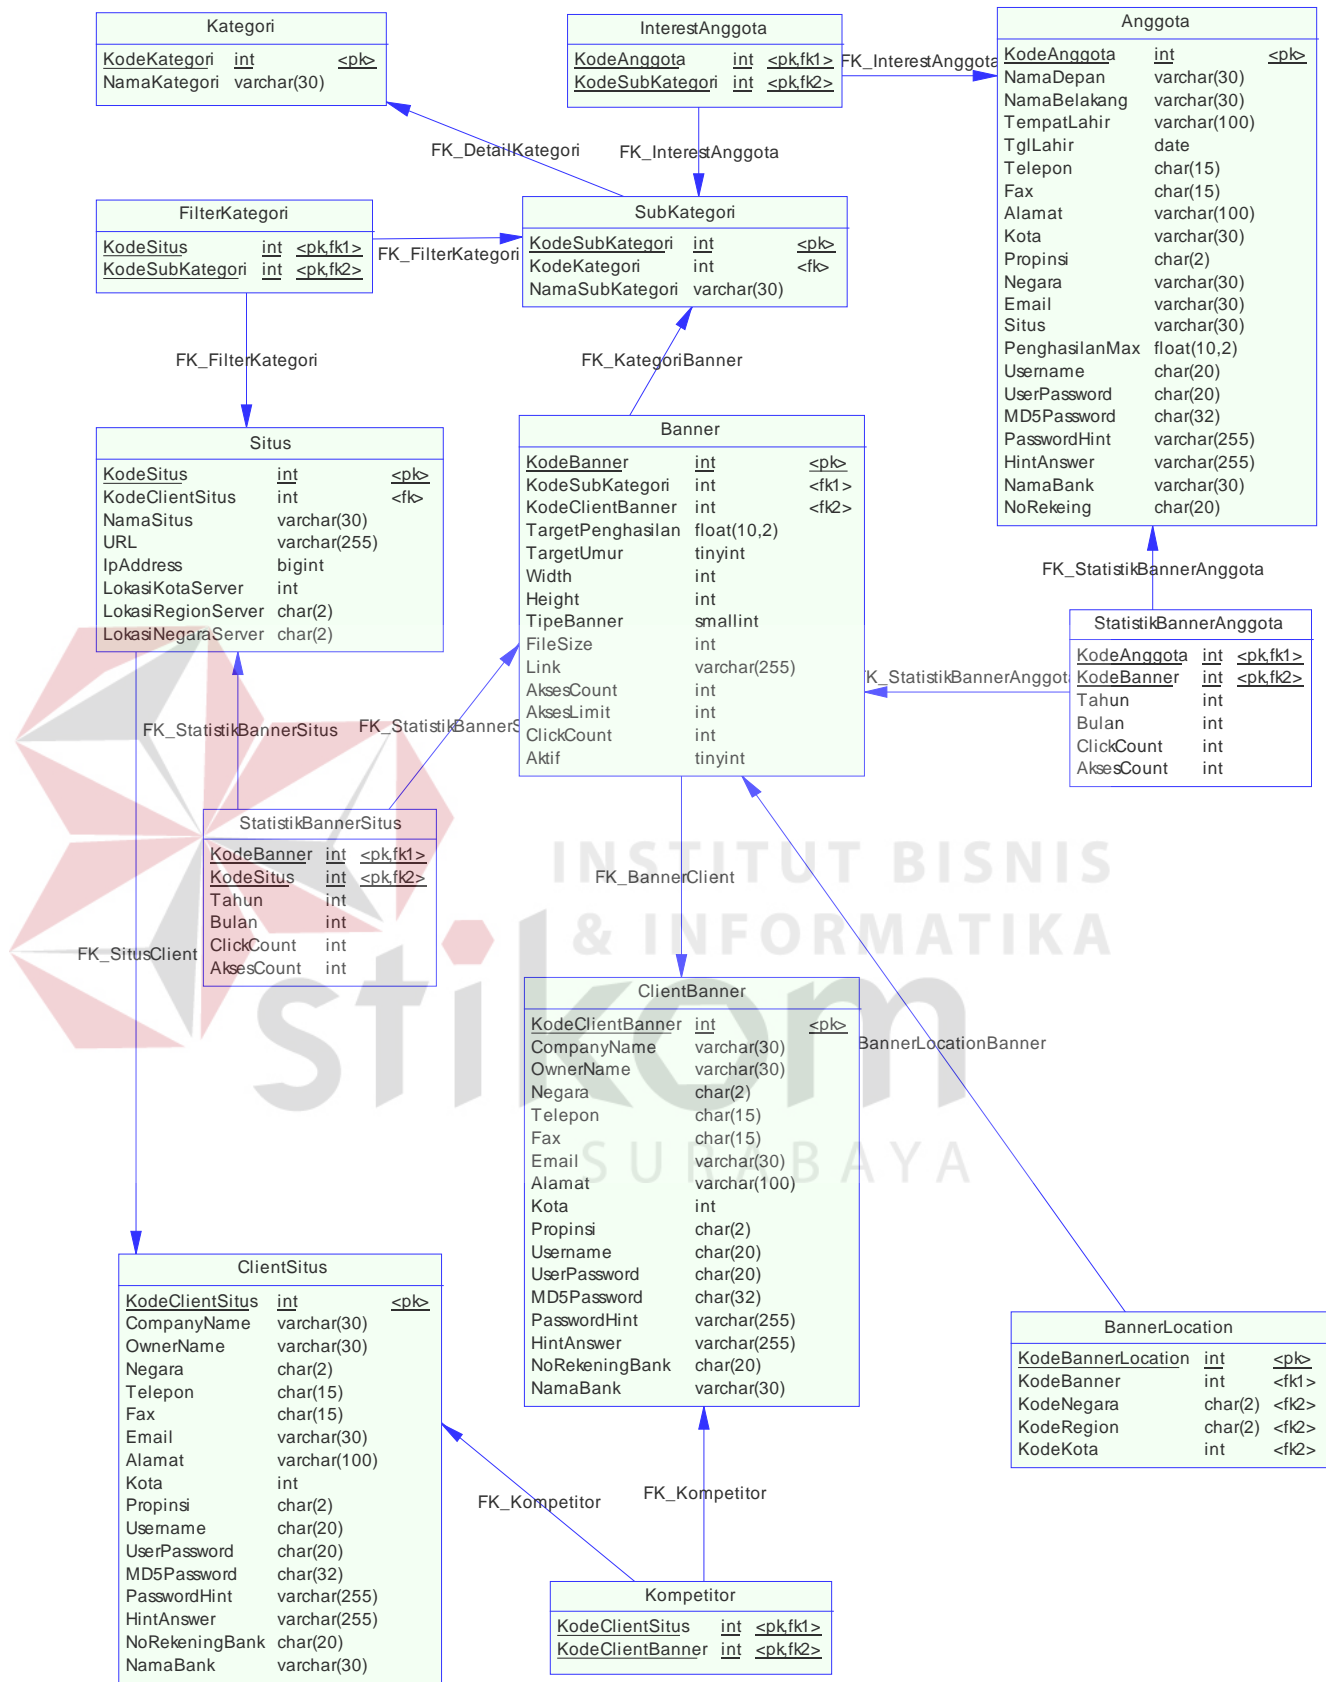 Kategori
KodeKategori int <pk>
NamaKategori varchar(30)
InterestAnggota
KodeAnggota int <pk,fk1>
KodeSubKategori int <pk,fk2>
Anggota
KodeAnggota int <pk>
NamaDepan varchar(30)
NamaBelakang varchar(30)
TempatLahir varchar(100)
TglLahir date
Telepon char(15)
Fax char(15)
Alamat varchar(100)
Kota varchar(30)
Propinsi char(2)
Negara varchar(30)
Email varchar(30)
Situs varchar(30)
PenghasilanMax float(10,2)
Username char(20)
UserPassword char(20)
MD5Password char(32)
PasswordHint varchar(255)
HintAnswer varchar(255)
NamaBank varchar(30)
NoRekeing char(20)
FK_InterestAnggota
FK_DetailKategori
FK_InterestAnggota
FilterKategori
KodeSitus int <pk,fk1>
KodeSubKategori int <pk,fk2>
FK_FilterKategori
SubKategori
KodeSubKategori int <pk>
KodeKategori int <fk>
NamaSubKategori varchar(30)
FK_FilterKategori
FK_KategoriBanner
Situs
KodeSitus int <pk>
KodeClientSitus int <fk>
NamaSitus varchar(30)
URL varchar(255)
IpAddress bigint
LokasiKotaServer int
LokasiRegionServer char(2)
LokasiNegaraServer char(2)
Banner
KodeBanner int <pk>
KodeSubKategori int <fk1>
KodeClientBanner int <fk2>
TargetPenghasilan float(10,2)
TargetUmur tinyint
Width int
Height int
TipeBanner smallint
FileSize int
Link varchar(255)
AksesCount int
AksesLimit int
ClickCount int
Aktif tinyint
FK_StatistikBannerAnggota
StatistikBannerAnggota
KodeAnggota int <pk,fk1>
KodeBanner int <pk,fk2>
Tahun int
Bulan int
ClickCount int
AksesCount int
FK_StatistikBannerAnggota
FK_StatistikBannerSitus
FK_StatistikBannerS
StatistikBannerSitus
KodeBanner int <pk,fk1>
KodeSitus int <pk,fk2>
Tahun int
Bulan int
ClickCount int
AksesCount int
INSTITUT BISNIS
& INFORMATIKA
stikom
SURABAYA
FK_BannerClient
FK_SitusClient
BannerLocationBanner
ClientBanner
KodeClientBanner int <pk>
CompanyName varchar(30)
OwnerName varchar(30)
Negara char(2)
Telepon char(15)
Fax char(15)
Email varchar(30)
Alamat varchar(100)
Kota int
Propinsi char(2)
Username char(20)
UserPassword char(20)
MD5Password char(32)
PasswordHint varchar(255)
HintAnswer varchar(255)
NoRekeningBank char(20)
NamaBank varchar(30)
ClientSitus
KodeClientSitus int <pk>
CompanyName varchar(30)
OwnerName varchar(30)
Negara char(2)
Telepon char(15)
Fax char(15)
Email varchar(30)
Alamat varchar(100)
Kota int
Propinsi char(2)
Username char(20)
UserPassword char(20)
MD5Password char(32)
PasswordHint varchar(255)
HintAnswer varchar(255)
NoRekeningBank char(20)
NamaBank varchar(30)
BannerLocation
KodeBannerLocation int <pk>
KodeBanner int <fk1>
KodeNegara char(2) <fk2>
KodeRegion char(2) <fk2>
KodeKota int <fk2>
FK_Kompetitor
FK_Kompetitor
Kompetitor
KodeClientSitus int <pk,fk1>
KodeClientBanner int <pk,fk2>